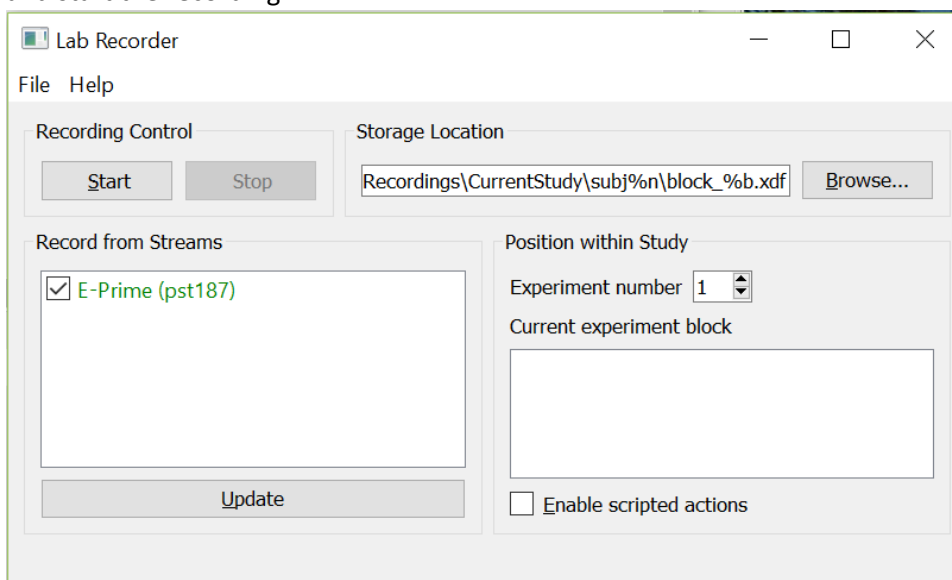 Lab Recorder
File Help
Recording Control
Start Stop
Storage Location
Recordings\CurrentStudy\subj%n\block_%b.xdf Browse...
Record from Streams
E-Prime (pst187)
Update
Position within Study
Experiment number 1
Current experiment block
Enable scripted actions